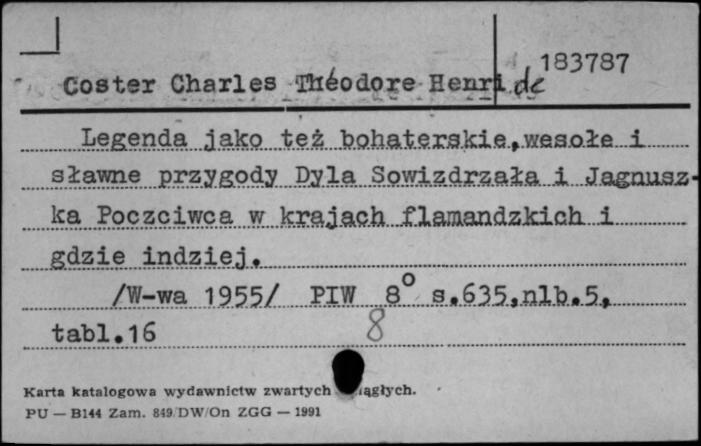 183787
Coster Charles Théodore Henri de
Legenda jako też bohaterskie, wesołe i
sławne przygody Dyla Sowizdrzała i Jagnusz-
ka Poczciwca w krajach flamandzkich i
gdzie indziej.
/W-wa 1955/ PIW 8° s.635,nlb.5,
tabl.16 8
Karta katalogowa wydawnictw zwartych iągłych.
PU — B144 Zam. 849/DW/On ZGG — 1991